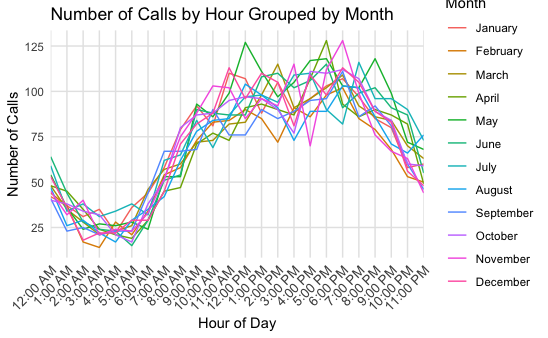 Number of Calls by Hour Grouped by Month
Number of Calls
125
100
75
50
25
12:00 AM
1:00 AM
2:00 AM
3:00 AM
4:00 AM
5:00 AM
6:00 AM
7:00 AM
8:00 AM
9:00 AM
10:00 AM
11:00 AM
12:00 PM
1:00 PM
2:00 PM
3:00 PM
4:00 PM
5:00 PM
6:00 PM
7:00 PM
8:00 PM
9:00 PM
10:00 PM
11:00 PM
Hour of Day
Month
January
February
March
April
May
June
July
August
September
October
November
December